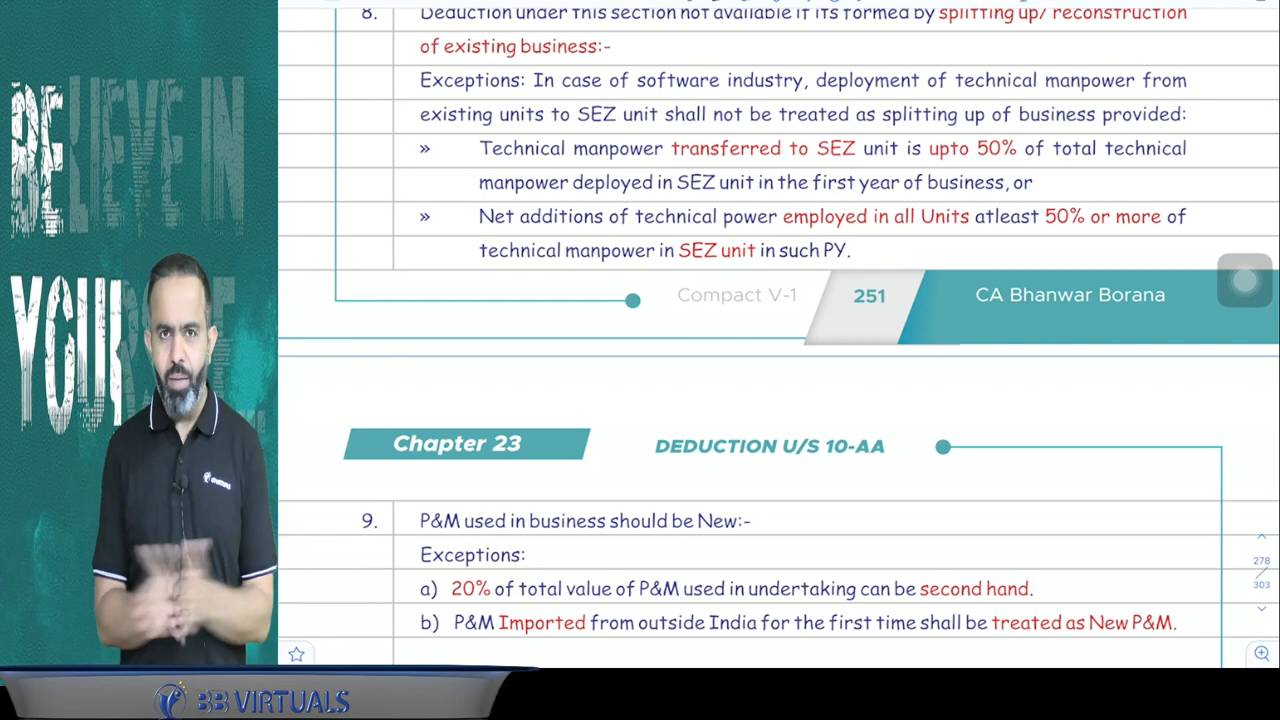 BELIEVE IN
YOUR
8. Deduction under this section not available if its formed by splitting up/ reconstruction
of existing business:-
Exceptions: In case of software industry, deployment of technical manpower from
existing units to SEZ unit shall not be treated as splitting up of business provided:
» Technical manpower transferred to SEZ unit is upto 50% of total technical
manpower deployed in SEZ unit in the first year of business, or
» Net additions of technical power employed in all Units atleast 50% or more of
technical manpower in SEZ unit in such PY.
Compact V-1 251 CA Bhanwar Borana
Chapter 23 DEDUCTION U/S 10-AA
9. P&M used in business should be New:-
Exceptions:
a) 20% of total value of P&M used in undertaking can be second hand.
b) P&M Imported from outside India for the first time shall be treated as New P&M.
278
303
BB VIRTUALS